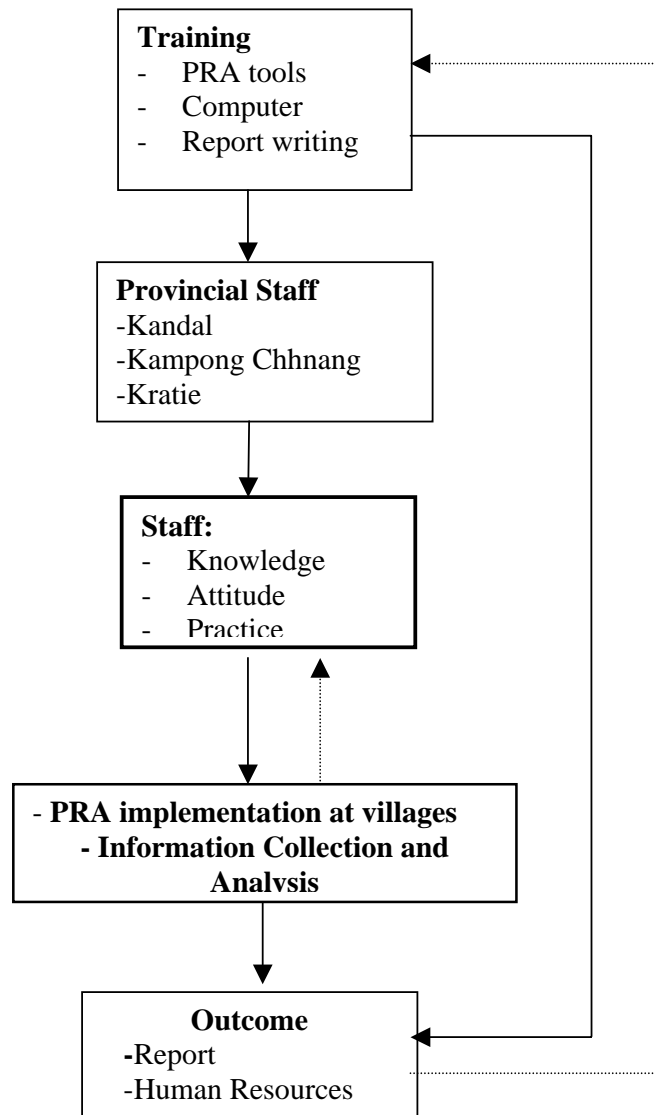 Training
- PRA tools
- Computer
- Report writing
Provincial Staff
-Kandal
-Kampong Chhnang
-Kratie
Staff:
- Knowledge
- Attitude
- Practice
- PRA implementation at villages
- Information Collection and
Analysis
Outcome
-Report
-Human Resources